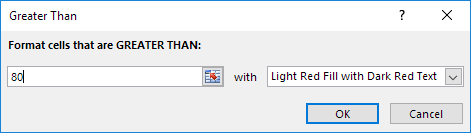 Greater Than ?
Format cells that are GREATER THAN:
80 with Light Red Fill with Dark Red Text
OK Cancel